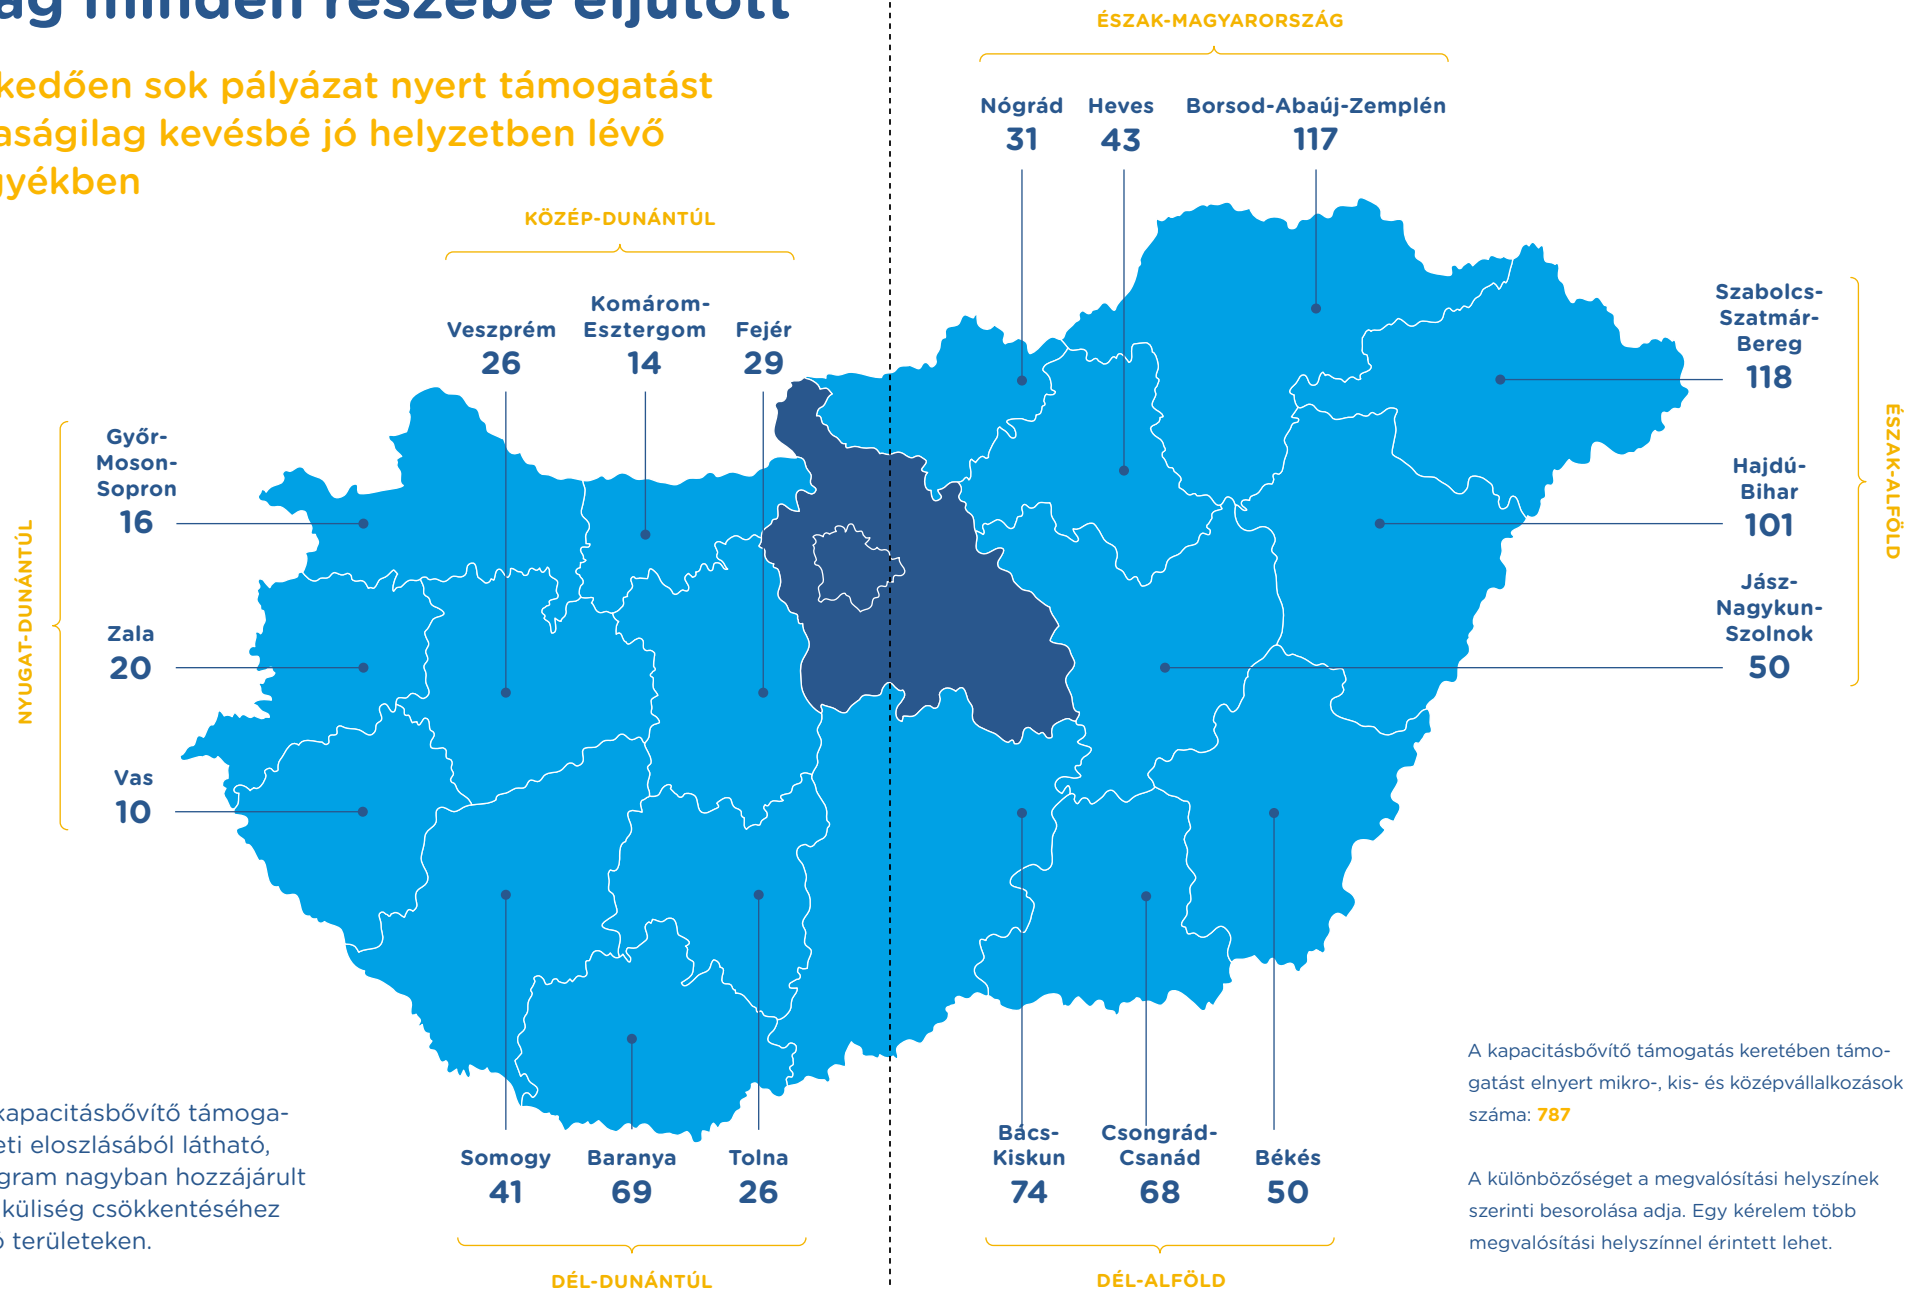 ág minden részébe eljutott
kedően sok pályázat nyert támogatást
aságilag kevésbé jó helyzetben lévő
gyékben
ÉSZAK-MAGYARORSZÁG
Nógrád
31
Heves
43
Borsod-Abaúj-Zemplén
117
KÖZÉP-DUNÁNTÚL
Veszprém
26
Komárom-
Esztergom
14
Fejér
29
NYUGAT-DUNÁNTÚL
Győr-
Moson-
Sopron
16
Zala
20
Vas
10
ÉSZAK-ALFÖLD
Szabolcs-
Szatmár-
Bereg
118
Hajdú-
Bihar
101
Jász-
Nagykun-
Szolnok
50
kapacitásbővítő támoga-
eti eloszlásából látható,
gram nagyban hozzájárult
küliség csökkentéséhez
ó területeken.
Somogy
41
Baranya
69
Tolna
26
DÉL-DUNÁNTÚL
Bács-
Kiskun
74
Csongrád-
Csanád
68
Békés
50
DÉL-ALFÖLD
A kapacitásbővítő támogatás keretében támo-
gatást elnyert mikro-, kis- és középvállalkozások
száma: 787
A különbözőséget a megvalósítási helyszínek
szerinti besorolása adja. Egy kérelem több
megvalósítási helyszínnel érintett lehet.